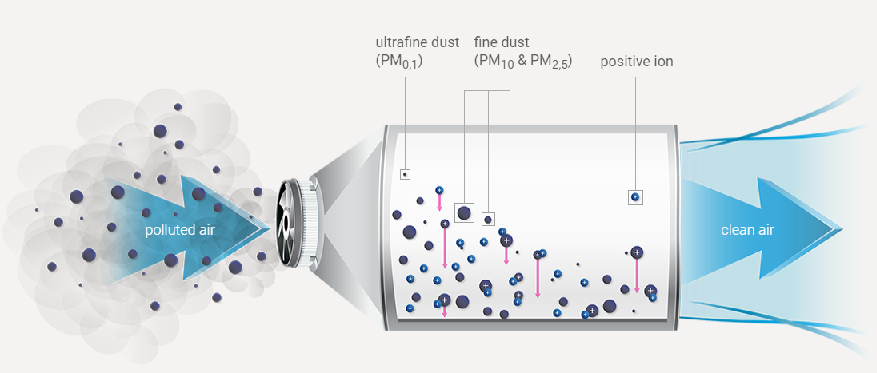 ultrafine dust
(PM0,1)
fine dust
(PM10 & PM2,5)
positive ion
polluted air
clean air